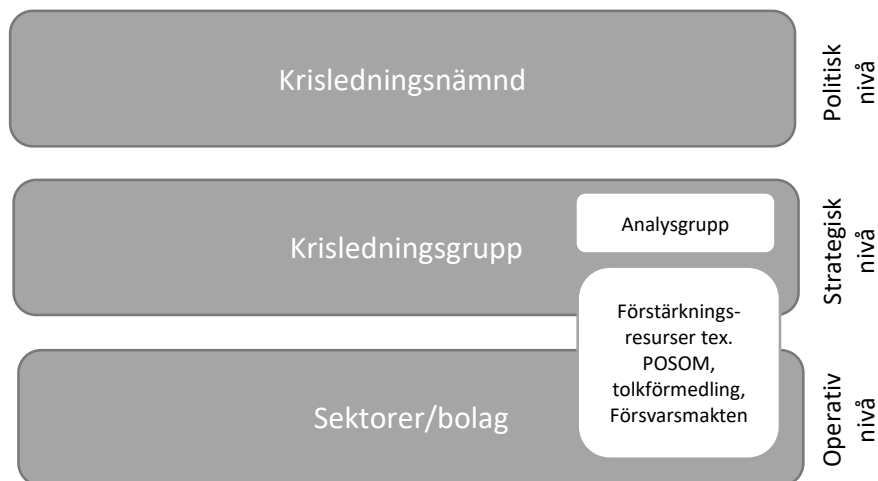 Krisledningsnämnd
Politisk
nivå
Analysgrupp
Krisledningsgrupp
Strategisk
nivå
Förstärknings-
resurser tex.
POSOM,
tolkförmedling,
Försvarsmakten
Sektorer/bolag
Operativ
nivå